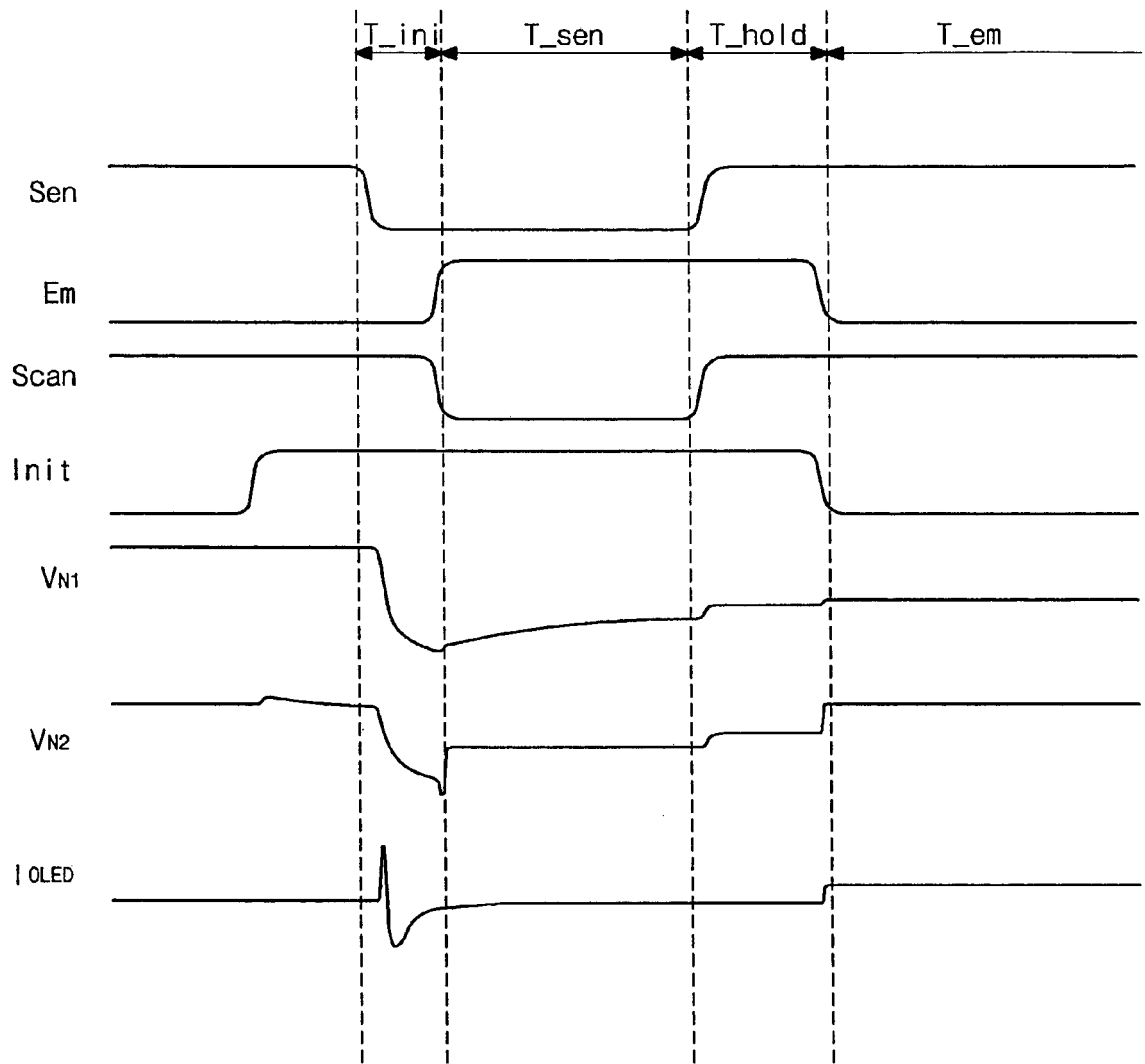 T_ini T_sen T_hold T_em
Sen
Em
Scan
Init
VN1
VN2
IOLED